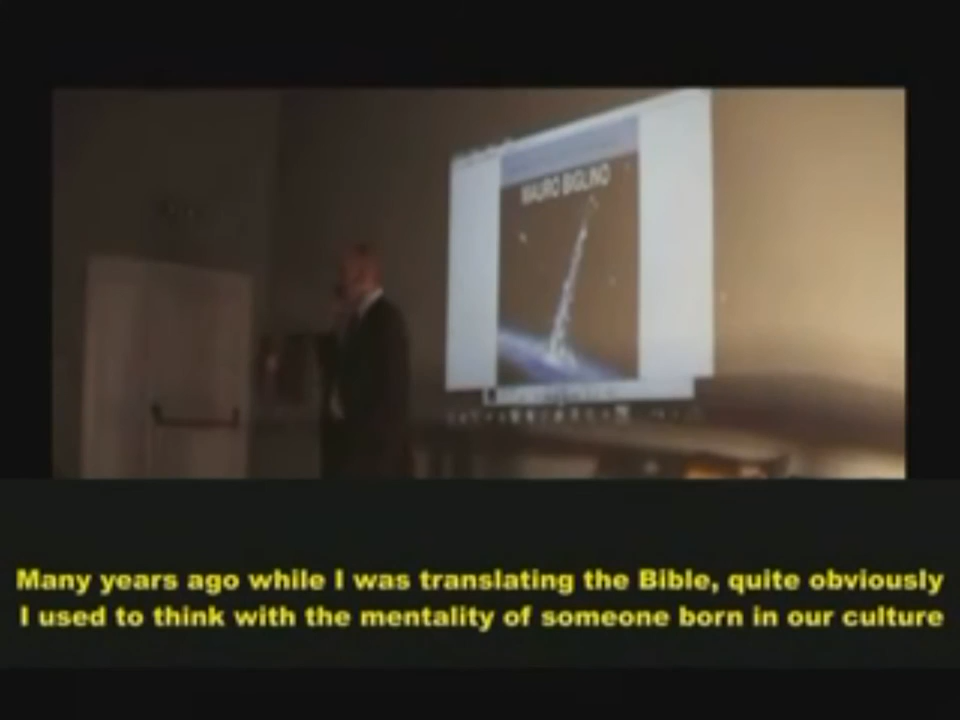 MAURO BIGLINO
Many years ago while I was translating the Bible, quite obviously
I used to think with the mentality of someone born in our culture